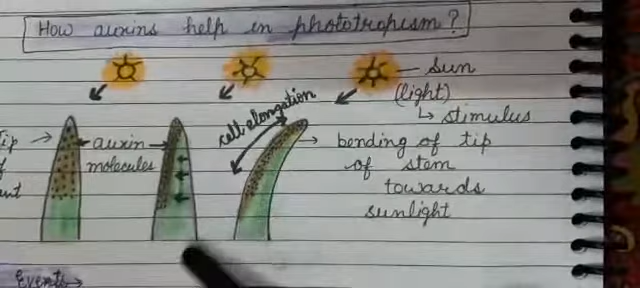 How auxins help in phototropism?
Sun
(light)
↳ stimulus
cell elongation
Tip
auxin
molecules
bending of tip
of stem
towards
sunlight
Events→